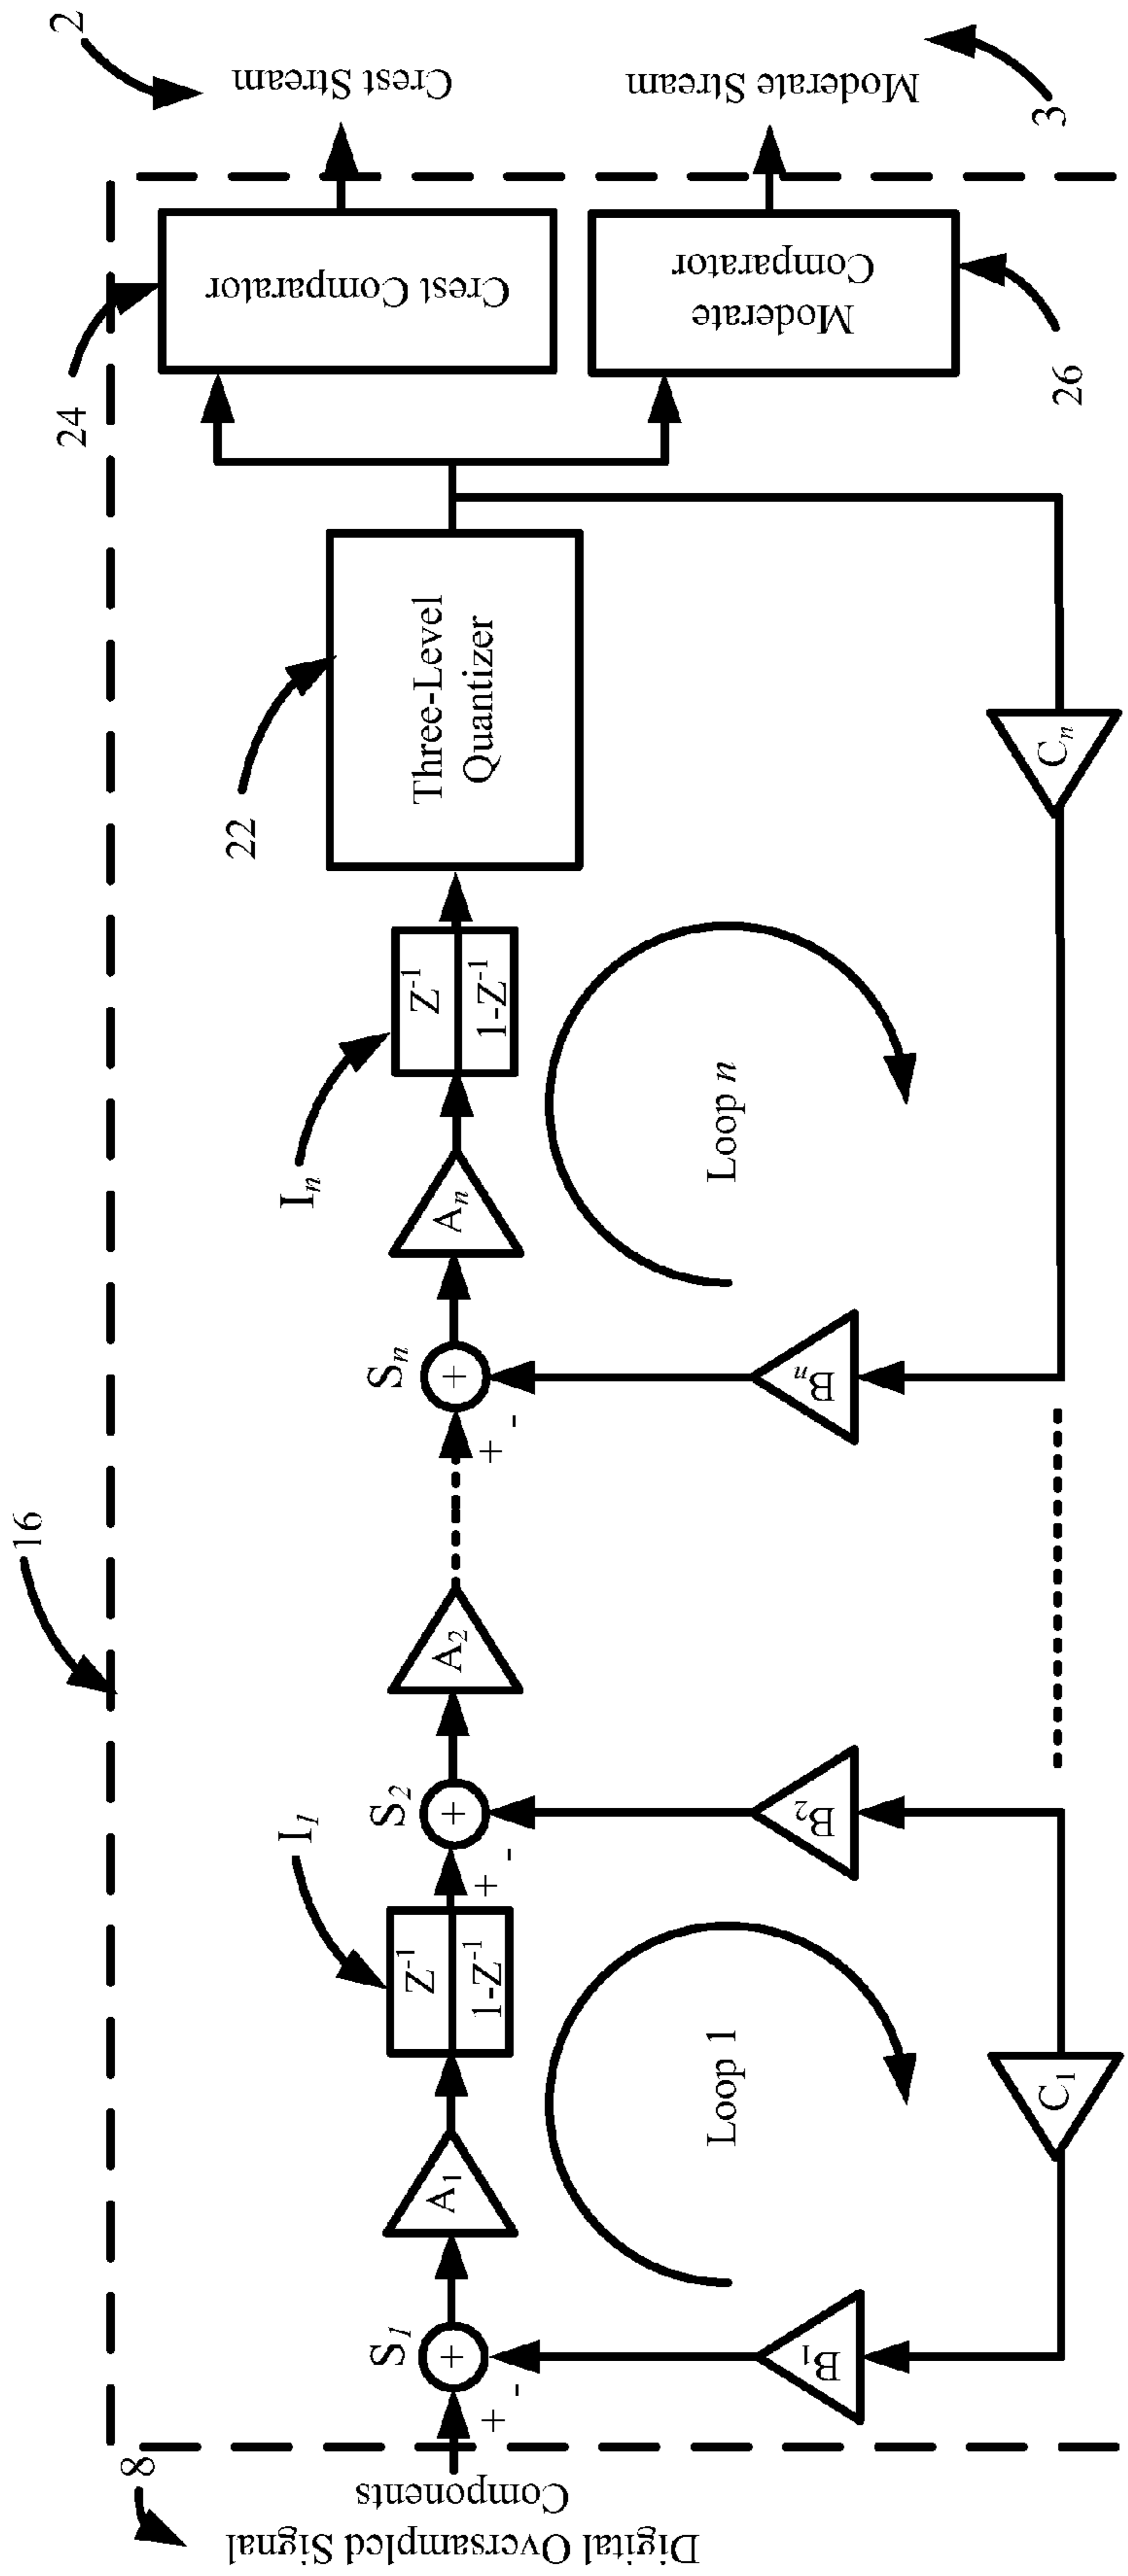 16
8
Digital Oversampled Signal
Components
+
-
S1
+
A1
I1
Z-1
1-Z-1
+
-
S2
+
A2
+
-
Sn
+
An
In
Z-1
1-Z-1
22
Three-Level
Quantizer
24
Crest Comparator
Moderate
Comparator
26
2
Crest Stream
Moderate Stream
3
Loop 1
Loop n
B1
B2
Bn
C1
Cn